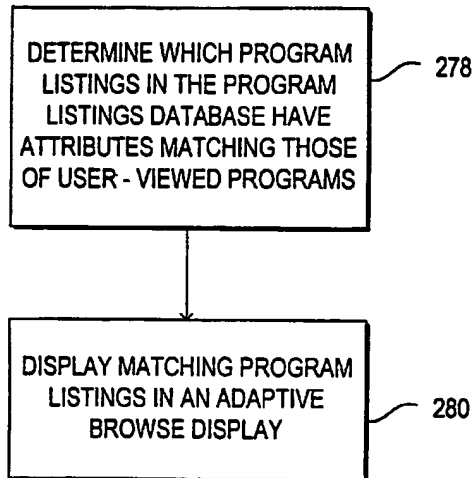 DETERMINE WHICH PROGRAM
LISTINGS IN THE PROGRAM
LISTINGS DATABASE HAVE
ATTRIBUTES MATCHING THOSE
OF USER - VIEWED PROGRAMS
278
DISPLAY MATCHING PROGRAM
LISTINGS IN AN ADAPTIVE
BROWSE DISPLAY
280